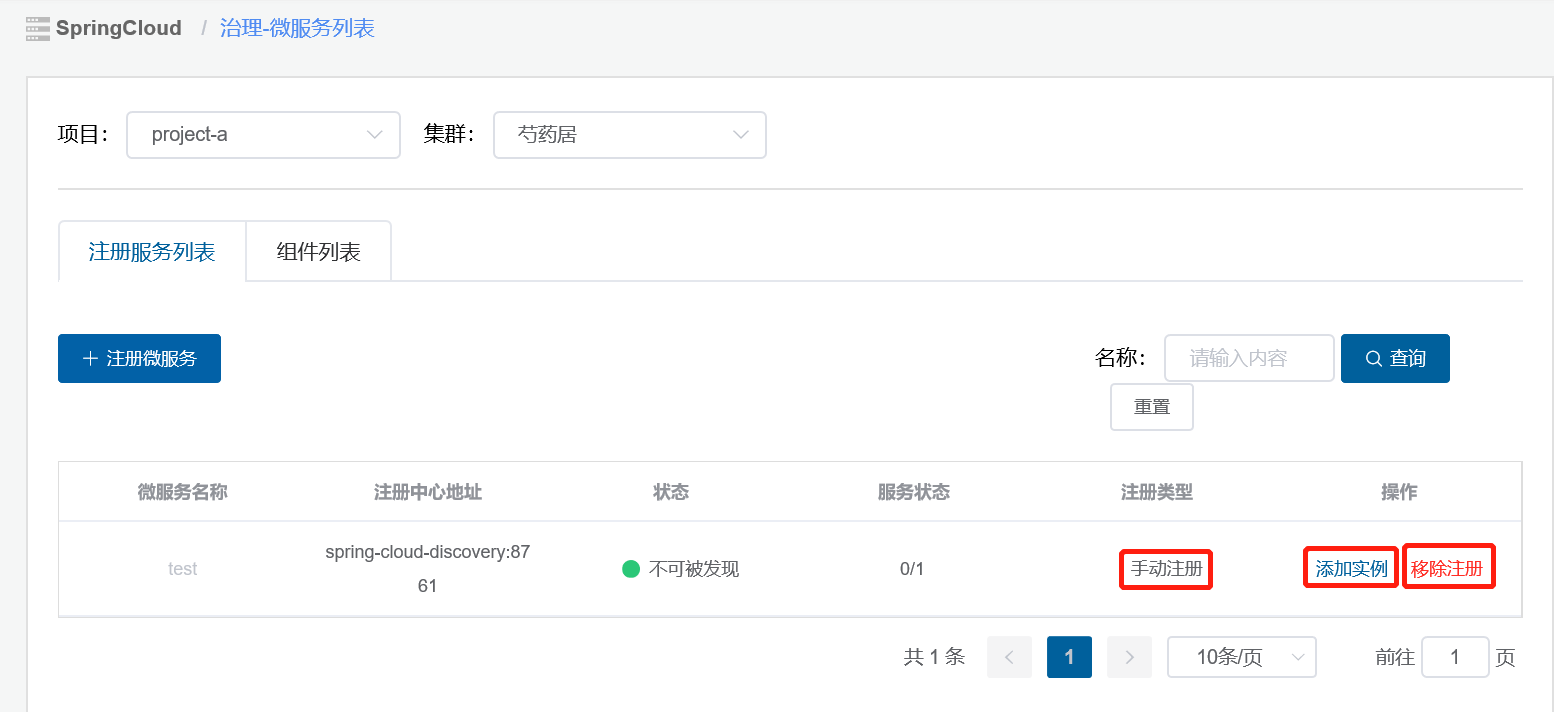 SpringCloud / 治理-微服务列表
项目： project-a 集群： 芍药居
注册服务列表 组件列表
+ 注册微服务 名称： 请输入内容 查询
重置
微服务名称 注册中心地址 状态 服务状态 注册类型 操作
test spring-cloud-discovery:87 不可被发现 0/1 手动注册 添加实例 移除注册
61
共 1 条 < 1 > 10条/页 前往 1 页